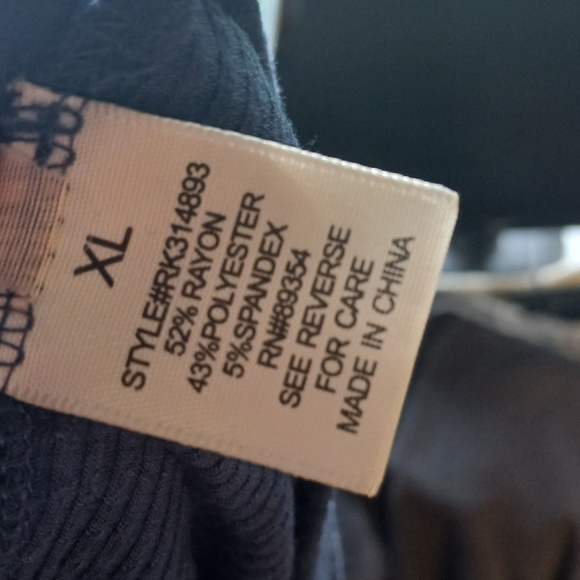 XL
STYLE#RK314893
52% RAYON
43%POLYESTER
5%SPANDEX
RN#89354
SEE REVERSE
FOR CARE
MADE IN CHINA